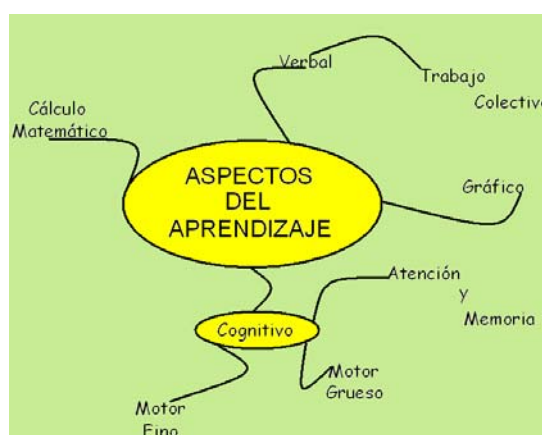 Verbal
Trabajo
Colectivo
Cálculo
Matemático
ASPECTOS
DEL
APRENDIZAJE
Gráfico
Atención
y
Memoria
Cognitivo
Motor
Grueso
Motor
Fino